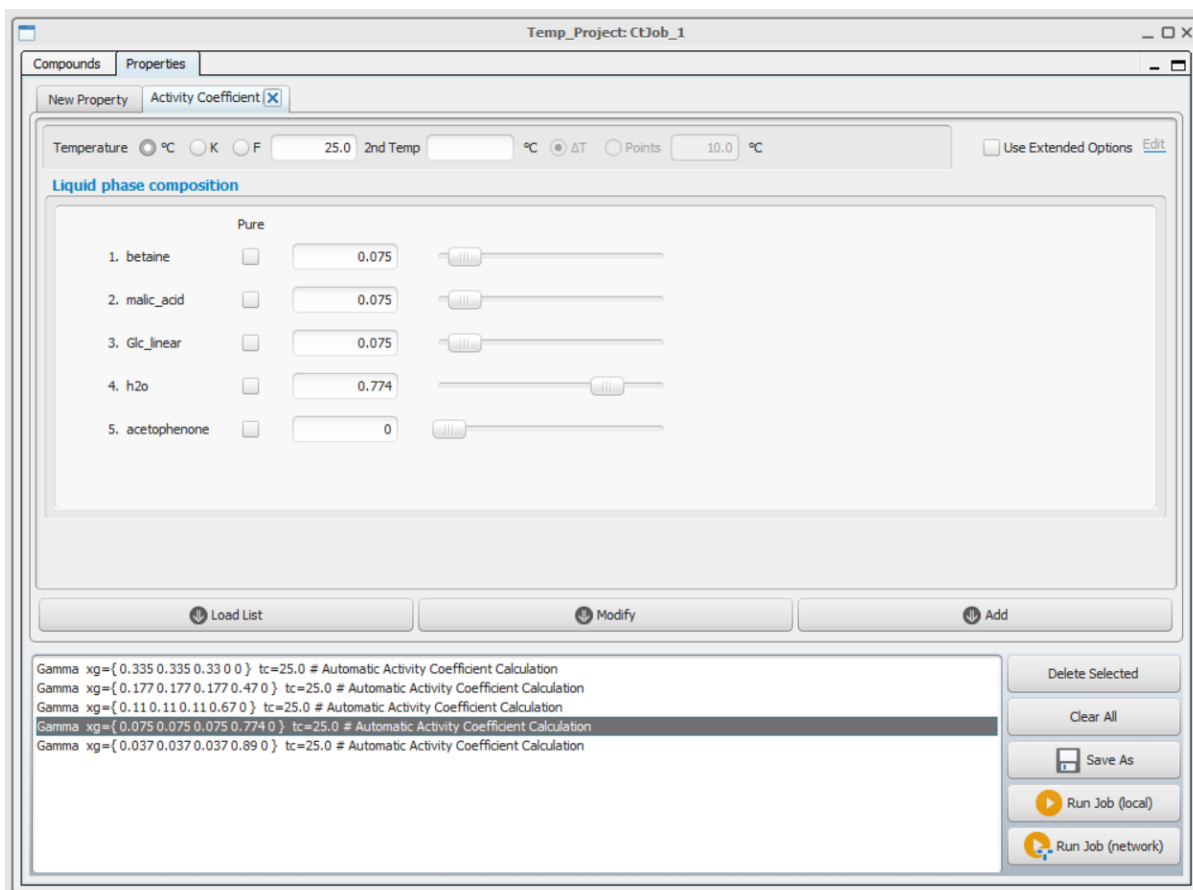 Temp_Project: CtJob_1
Compounds Properties
New Property Activity Coefficient
Temperature ºC K F 25.0 2nd Temp ºC ΔT Points 10.0 ºC Use Extended Options Edit
Liquid phase composition
Pure
1. betaine 0.075
2. malic_acid 0.075
3. Glc_linear 0.075
4. h2o 0.774
5. acetophenone 0
Load List Modify Add
Gamma xg={ 0.335 0.335 0.33 0 0 } tc=25.0 # Automatic Activity Coefficient Calculation
Gamma xg={ 0.177 0.177 0.177 0.47 0 } tc=25.0 # Automatic Activity Coefficient Calculation
Gamma xg={ 0.11 0.11 0.11 0.67 0 } tc=25.0 # Automatic Activity Coefficient Calculation
Gamma xg={ 0.075 0.075 0.075 0.774 0 } tc=25.0 # Automatic Activity Coefficient Calculation
Gamma xg={ 0.037 0.037 0.037 0.89 0 } tc=25.0 # Automatic Activity Coefficient Calculation
Delete Selected
Clear All
Save As
Run Job (local)
Run Job (network)